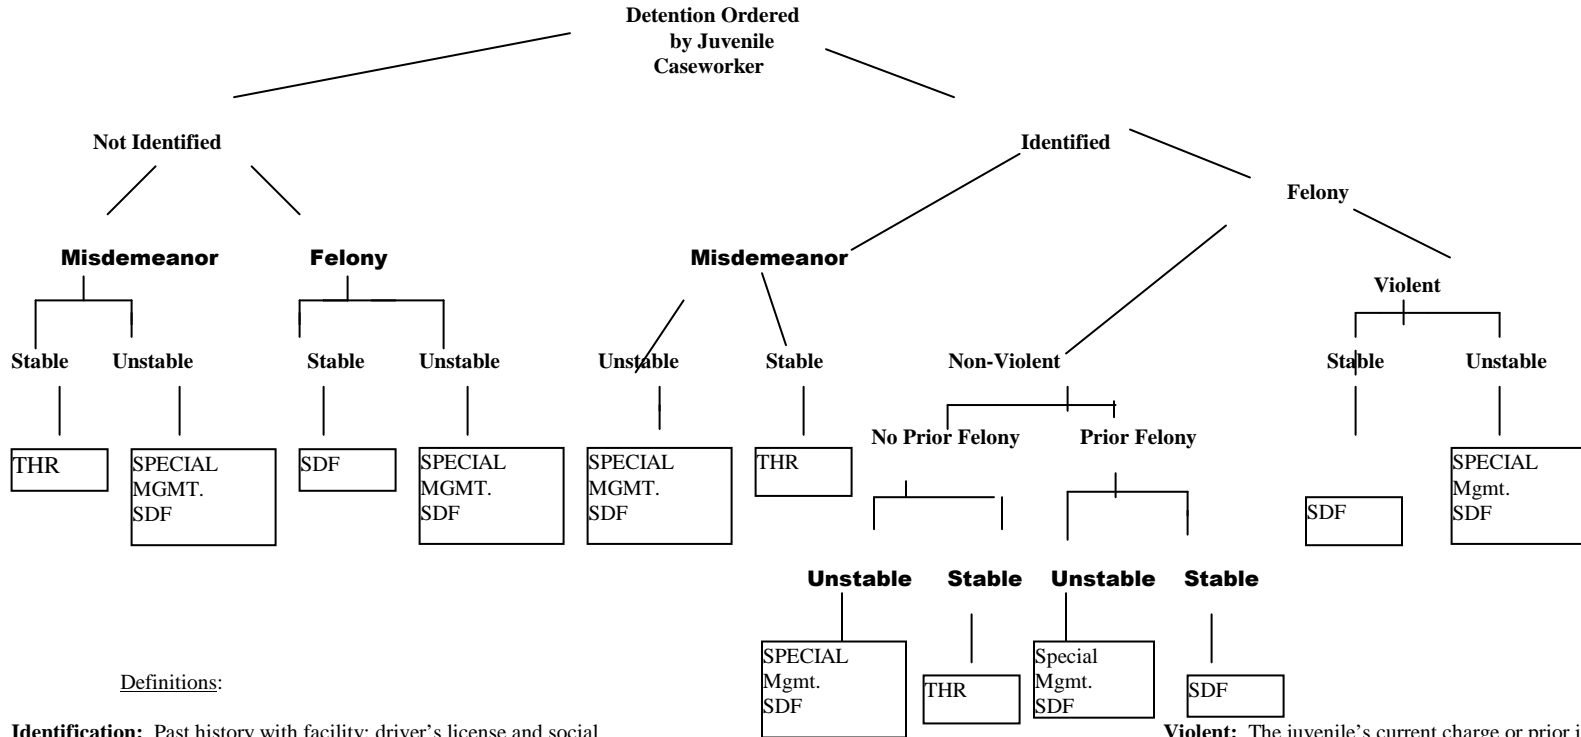 Detention Ordered
by Juvenile
Caseworker
Not Identified
Identified
Felony
Misdemeanor
Felony
Misdemeanor
Violent
Stable
Unstable
Stable
Unstable
Unstable
Stable
Non-Violent
Stable
Unstable
No Prior Felony
Prior Felony
THR
SPECIAL
MGMT.
SDF
SDF
SPECIAL
MGMT.
SDF
SPECIAL
MGMT.
SDF
THR
SDF
SPECIAL
Mgmt.
SDF
Unstable
Stable
Unstable
Stable
SPECIAL
Mgmt.
SDF
THR
Special
Mgmt.
SDF
SDF
Definitions:
Identification: Past history with facility; driver's license and social
Violent: The juvenile's current charge or prior i